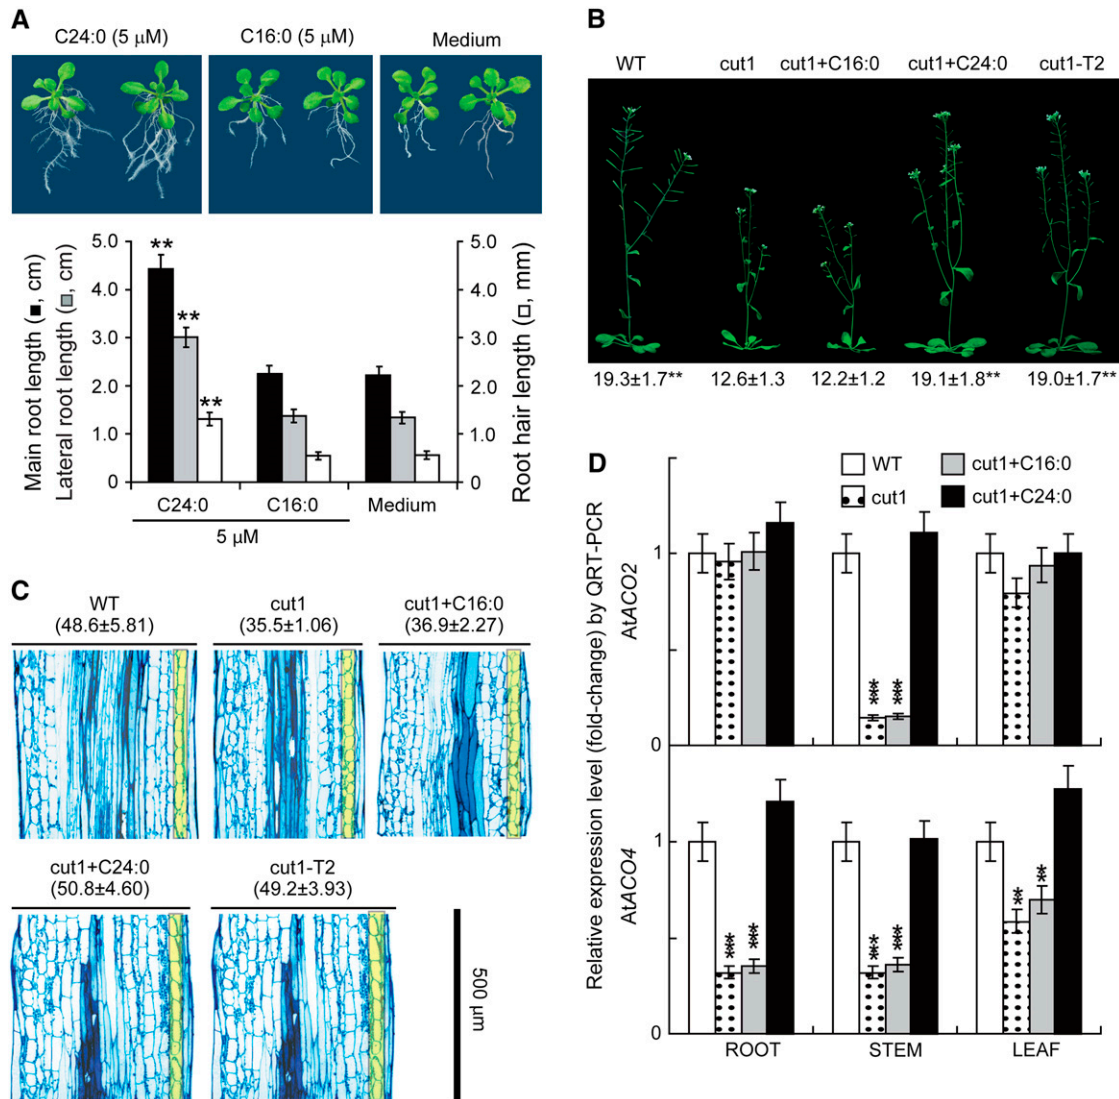 A
C24:0 (5 µM)
C16:0 (5 µM)
Medium
Main root length (■, cm)
Lateral root length (■, cm)
5.0
4.0
3.0
2.0
1.0
0
**
**
**
5.0
4.0
3.0
2.0
1.0
0
Root hair length (□, mm)
C24:0
C16:0
Medium
5 µM
B
WT
cut1
cut1+C16:0
cut1+C24:0
cut1-T2
19.3±1.7**
12.6±1.3
12.2±1.2
19.1±1.8**
19.0±1.7**
C
WT
(48.6±5.81)
cut1
(35.5±1.06)
cut1+C16:0
(36.9±2.27)
cut1+C24:0
(50.8±4.60)
cut1-T2
(49.2±3.93)
500 µm
D
WT
cut1
cut1+C16:0
cut1+C24:0
Relative expression level (fold-change) by QRT-PCR
AtACO2
1
0
***
***
AtACO4
1
0
***
***
***
***
**
**
ROOT
STEM
LEAF